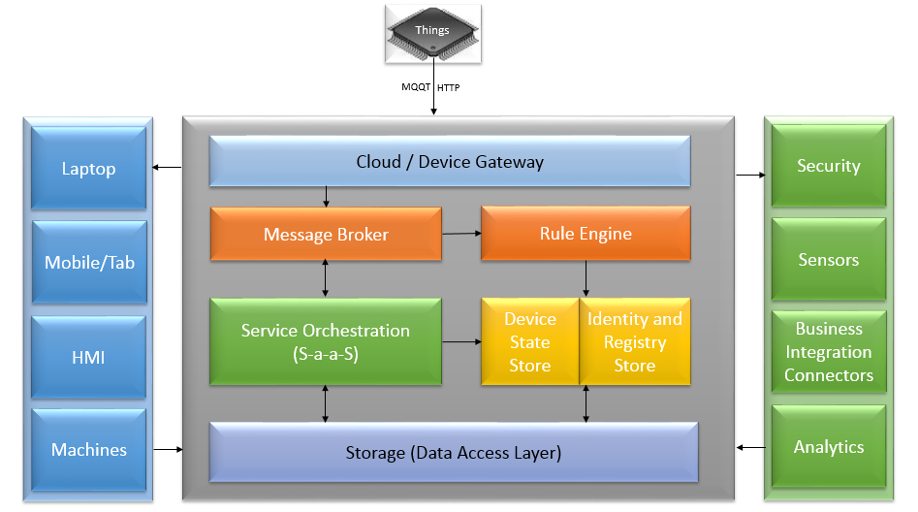 Things
MQQT HTTP
Laptop
Mobile/Tab
HMI
Machines
Cloud / Device Gateway
Message Broker
Rule Engine
Service Orchestration
(S-a-a-S)
Device
State
Store
Identity and
Registry
Store
Storage (Data Access Layer)
Security
Sensors
Business
Integration
Connectors
Analytics